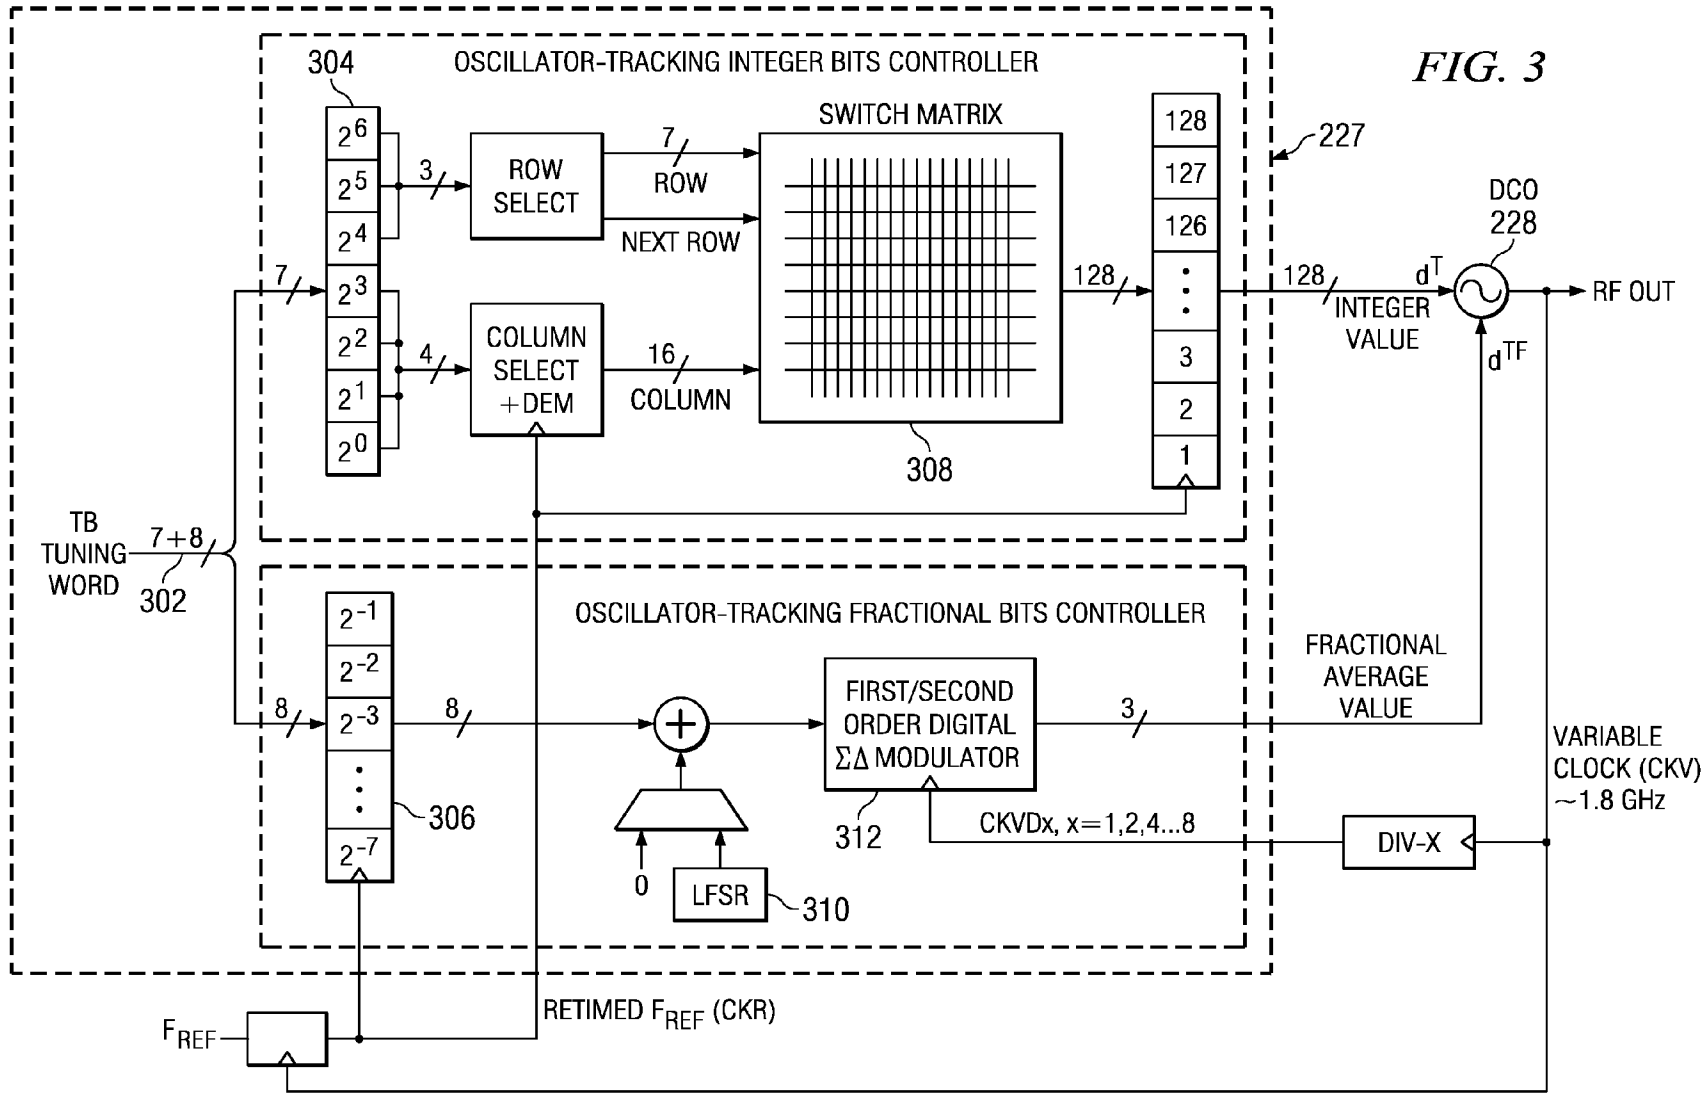 FIG. 3
OSCILLATOR-TRACKING INTEGER BITS CONTROLLER
304
2^6
2^5
2^4
2^3
2^2
2^1
2^0
7
3
ROW
SELECT
7
ROW
NEXT ROW
4
COLUMN
SELECT
+DEM
16
COLUMN
SWITCH MATRIX
308
128
128
127
126
⋮
3
2
1
227
128
d^T
INTEGER
VALUE
DCO
228
RF OUT
d^TF
TB
TUNING
WORD
7+8
302
OSCILLATOR-TRACKING FRACTIONAL BITS CONTROLLER
8
2^-1
2^-2
2^-3
⋮
2^-7
306
8
+
0
LFSR
310
FIRST/SECOND
ORDER DIGITAL
ΣΔ MODULATOR
312
3
FRACTIONAL
AVERAGE
VALUE
CKVDx, x=1,2,4...8
DIV-X
VARIABLE
CLOCK (CKV)
~1.8 GHz
F_REF
RETIMED F_REF (CKR)